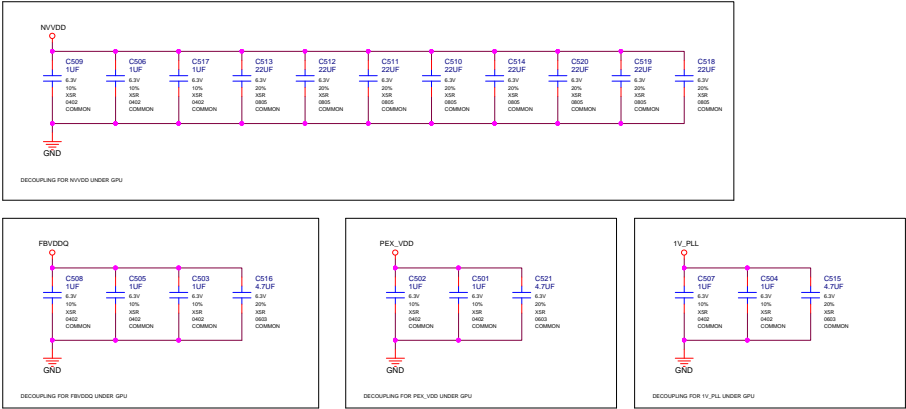 NVVDD
C509 C506 C517 C513 C512 C511 C510 C514 C520 C519 C518
1UF 1UF 1UF 22UF 22UF 22UF 22UF 22UF 22UF 22UF 22UF
6.3V 6.3V 6.3V 6.3V 6.3V 6.3V 6.3V 6.3V 6.3V 6.3V 6.3V
10% 10% 10% 20% 20% 20% 20% 20% 20% 20% 20%
X5R X5R X5R X5R X5R X5R X5R X5R X5R X5R X5R
0402 0402 0402 0805 0805 0805 0805 0805 0805 0805 0805
COMMON COMMON COMMON COMMON COMMON COMMON COMMON COMMON COMMON COMMON COMMON
GND
DECOUPLING FOR NVVDD UNDER GPU
FBVDDQ
C508 C505 C503 C516
1UF 1UF 1UF 4.7UF
6.3V 6.3V 6.3V 6.3V
10% 10% 10% 20%
X5R X5R X5R X5R
0402 0402 0402 0603
COMMON COMMON COMMON COMMON
GND
DECOUPLING FOR FBVDDQ UNDER GPU
PEX_VDD
C502 C501 C521
1UF 1UF 4.7UF
6.3V 6.3V 6.3V
10% 10% 20%
X5R X5R X5R
0402 0402 0603
COMMON COMMON COMMON
GND
DECOUPLING FOR PEX_VDD UNDER GPU
1V_PLL
C507 C504 C515
1UF 1UF 4.7UF
6.3V 6.3V 6.3V
10% 10% 20%
X5R X5R X5R
0402 0402 0603
COMMON COMMON COMMON
GND
DECOUPLING FOR 1V_PLL UNDER GPU